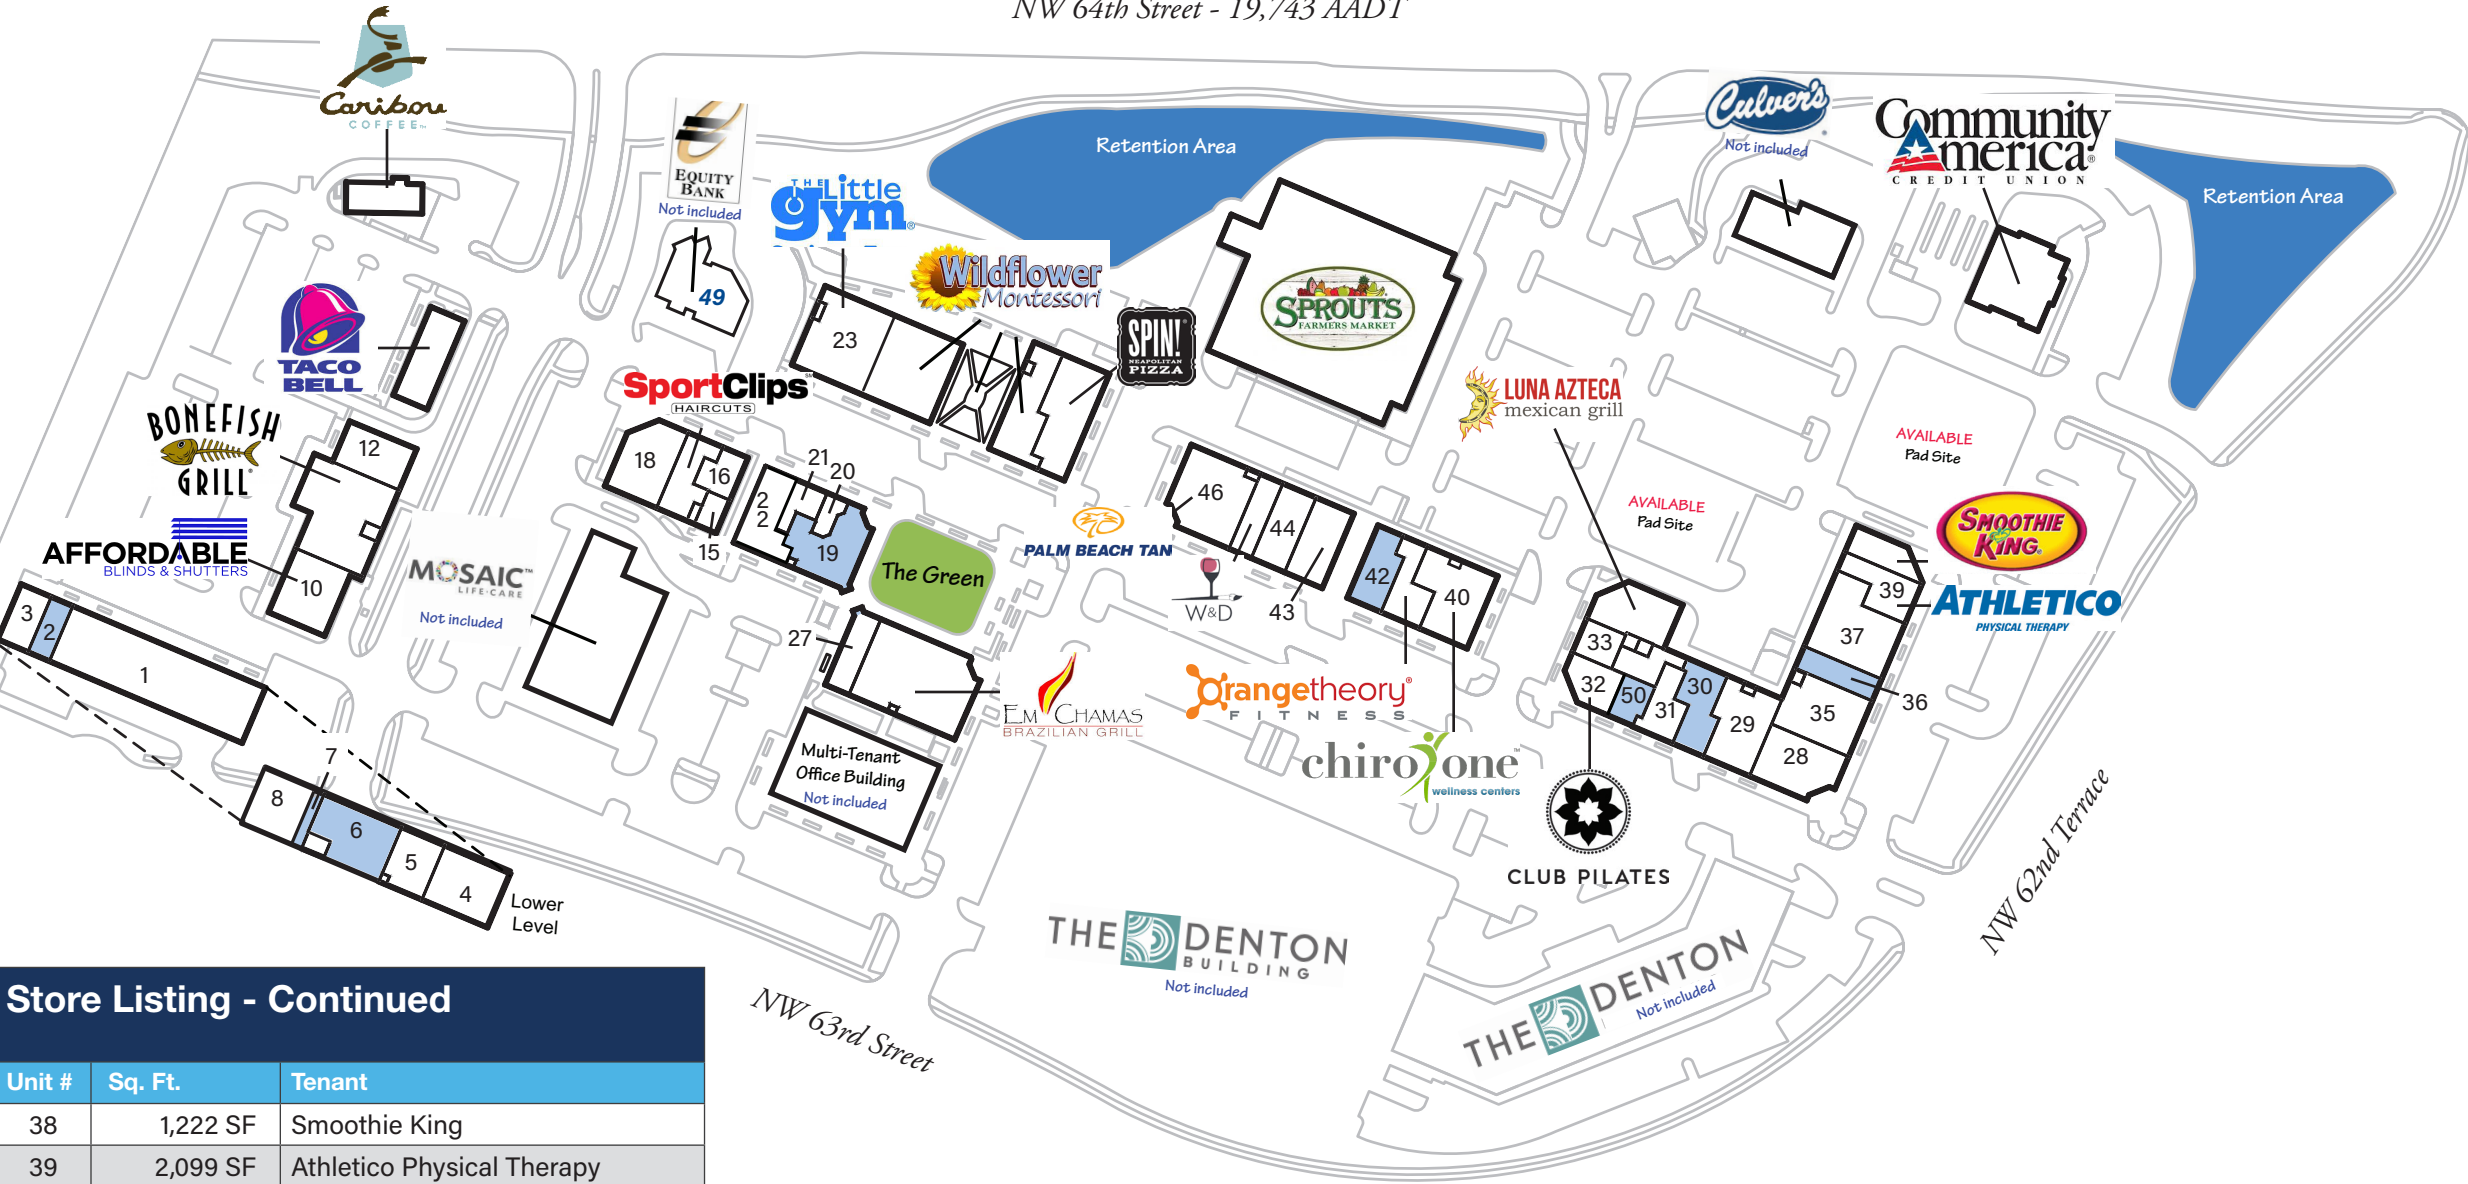 NW 64th Street - 19,743 AADT
Caribou
COFFEE™
EQUITY
BANK
Not included
49
THE Little
gym®
Wildflower
Montessori
Retention Area
SPROUTS
FARMERS MARKET
Culver's
Not included
Community
America®
CREDIT UNION
Retention Area
TACO
BELL
23
SPIN!
NEAPOLITAN
PIZZA
SportClips
HAIRCUTS
LUNA AZTECA
mexican grill
BONEFISH
GRILL
12
18
16
15
21
20
22
19
The Green
AVAILABLE
Pad Site
AVAILABLE
Pad Site
AFFORDABLE
BLINDS & SHUTTERS
10
MOSAIC™
LIFE·CARE
Not included
PALM BEACH TAN
46
44
W&D
43
42
40
SMOOTHIE
KING
39
ATHLETICO
PHYSICAL THERAPY
37
36
35
3
2
1
27
EM CHAMAS
BRAZILIAN GRILL
Orangetheory®
FITNESS
chiro one™
wellness centers
33
32
50
31
30
29
28
Multi-Tenant
Office Building
Not included
7
8
6
5
4
Lower
Level
CLUB PILATES
THE DENTON
BUILDING
Not included
THE DENTON
Not included
NW 62nd Terrace
NW 63rd Street
Store Listing - Continued
Unit # Sq. Ft. Tenant
38 1,222 SF Smoothie King
39 2,099 SF Athletico Physical Therapy